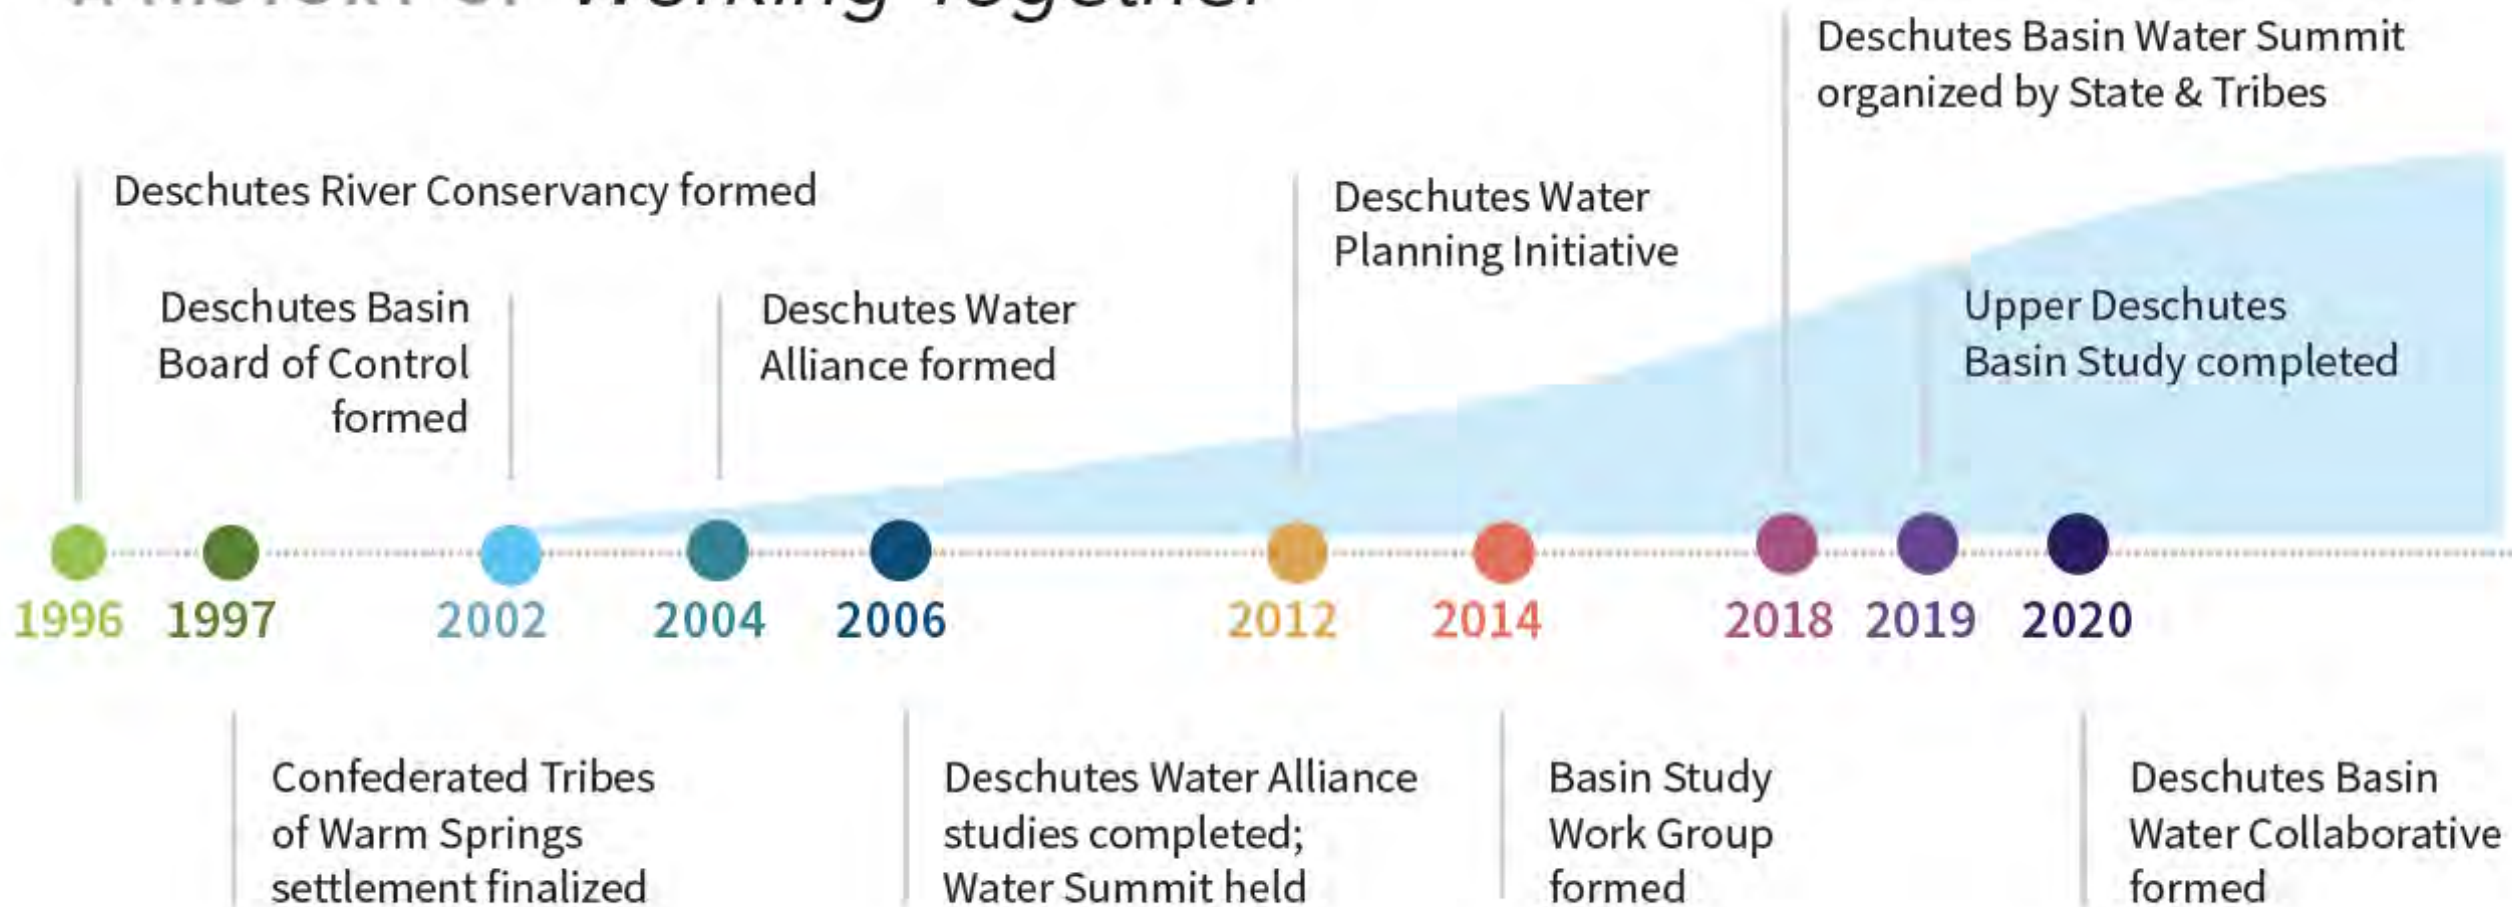 Working Together
Deschutes Basin Water Summit
organized by State & Tribes
Deschutes River Conservancy formed
Deschutes Water
Planning Initiative
Deschutes Basin
Board of Control
formed
Deschutes Water
Alliance formed
Upper Deschutes
Basin Study completed
1996 1997 2002 2004 2006 2012 2014 2018 2019 2020
Confederated Tribes
of Warm Springs
settlement finalized
Deschutes Water Alliance
studies completed;
Water Summit held
Basin Study
Work Group
formed
Deschutes Basin
Water Collaborative
formed